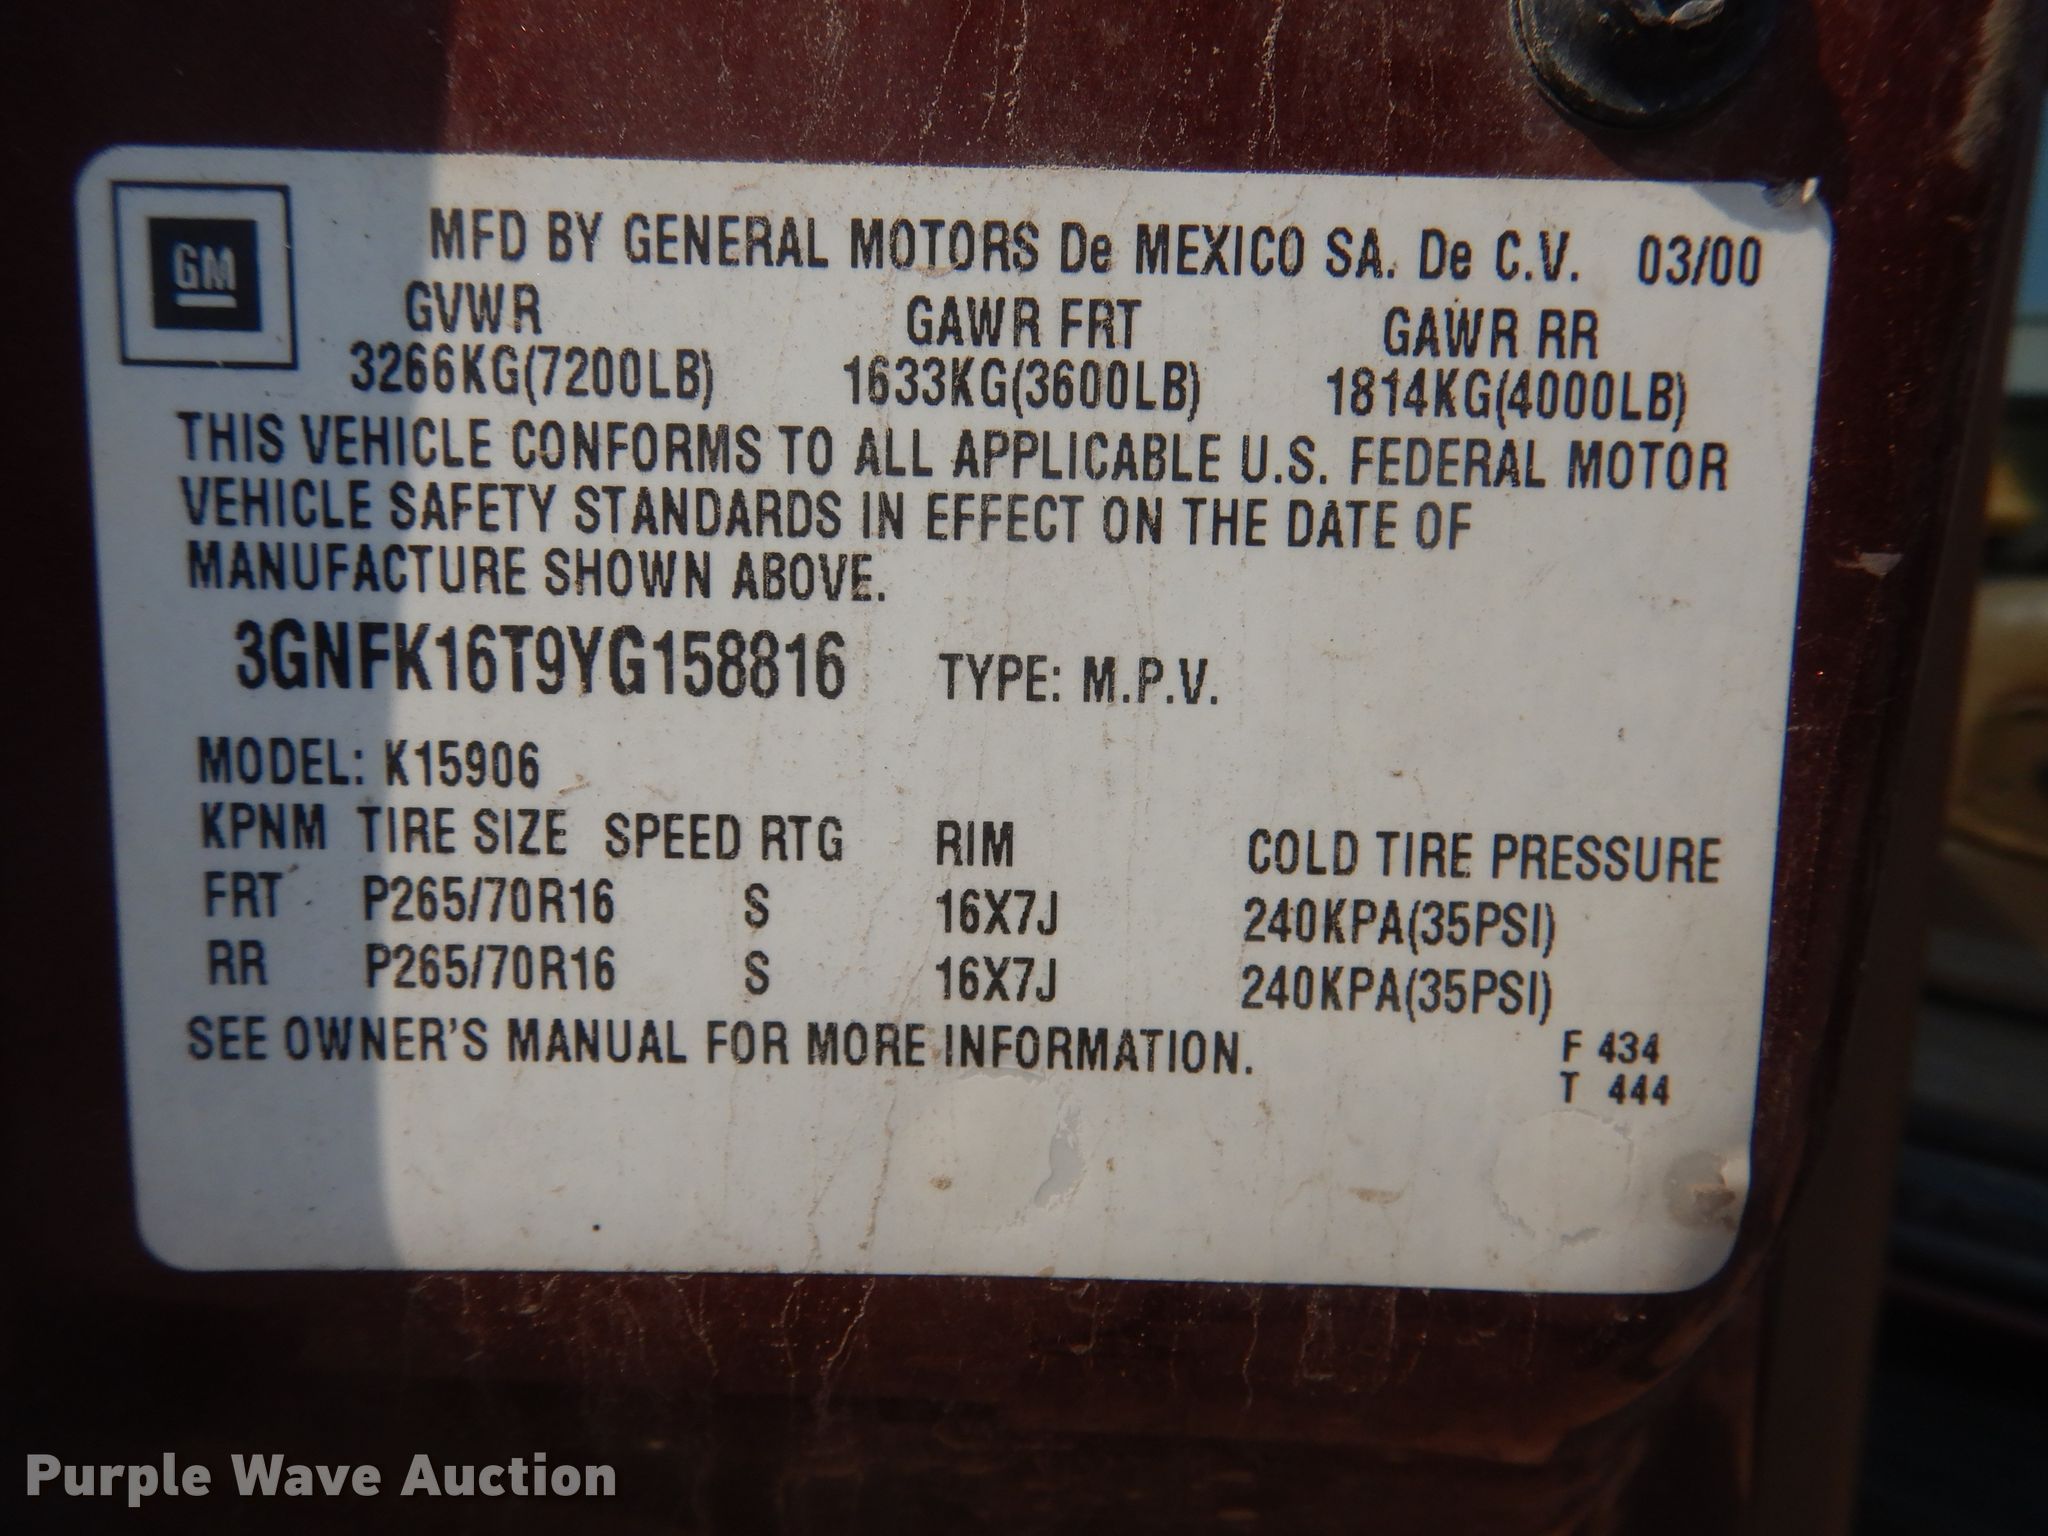 GM
MFD BY GENERAL MOTORS De MEXICO SA. De C.V. 03/00
GVWR GAWR FRT GAWR RR
3266KG(7200LB) 1633KG(3600LB) 1814KG(4000LB)
THIS VEHICLE CONFORMS TO ALL APPLICABLE U.S. FEDERAL MOTOR
VEHICLE SAFETY STANDARDS IN EFFECT ON THE DATE OF
MANUFACTURE SHOWN ABOVE.
3GNFK16T9YG158816 TYPE: M.P.V.
MODEL: K15906
KPNM TIRE SIZE SPEED RTG RIM COLD TIRE PRESSURE
FRT P265/70R16 S 16X7J 240KPA(35PSI)
RR P265/70R16 S 16X7J 240KPA(35PSI)
SEE OWNER'S MANUAL FOR MORE INFORMATION.
F 434
T 444
Purple Wave Auction